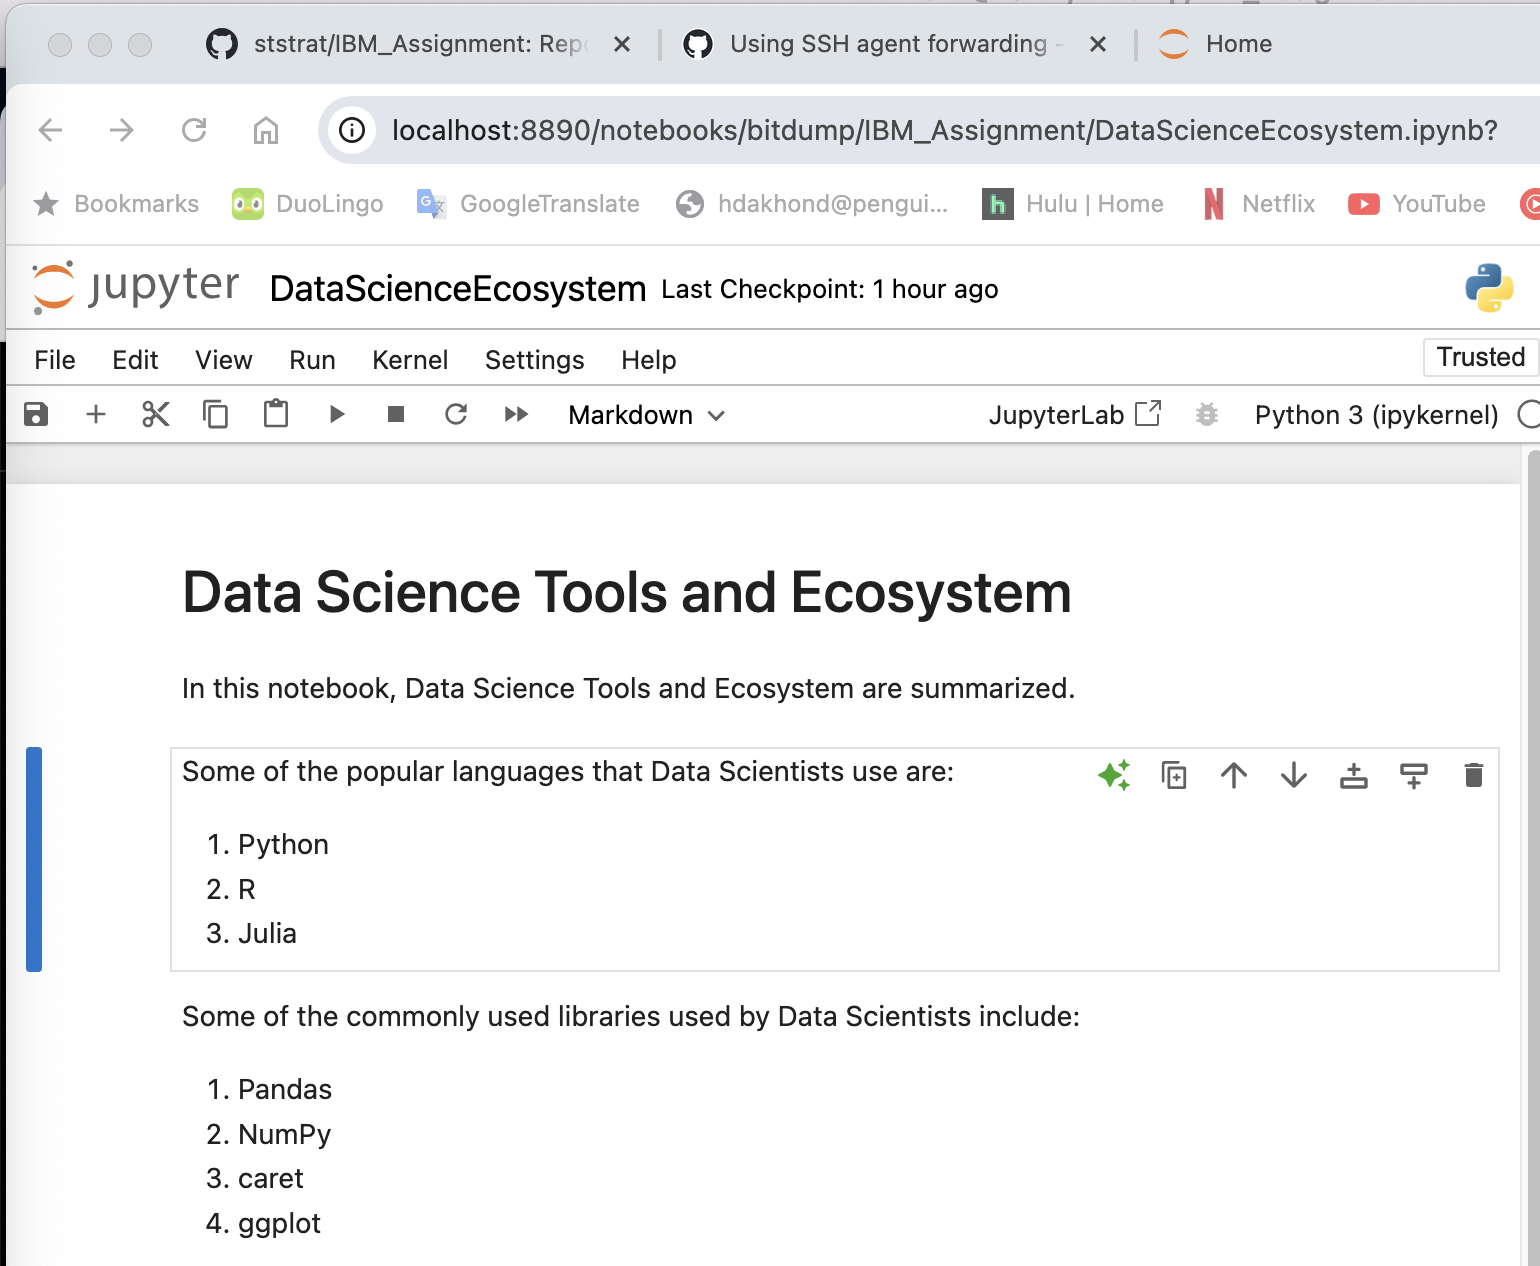 ststrat/IBM_Assignment: Repo
Using SSH agent forwarding -
Home
localhost:8890/notebooks/bitdump/IBM_Assignment/DataScienceEcosystem.ipynb?
Bookmarks
DuoLingo
GoogleTranslate
hdakhond@pengui...
Hulu | Home
Netflix
YouTube
jupyter
DataScienceEcosystem
Last Checkpoint: 1 hour ago
File
Edit
View
Run
Kernel
Settings
Help
Trusted
Markdown
JupyterLab
Python 3 (ipykernel)
Data Science Tools and Ecosystem
In this notebook, Data Science Tools and Ecosystem are summarized.
Some of the popular languages that Data Scientists use are:
1. Python
2. R
3. Julia
Some of the commonly used libraries used by Data Scientists include:
1. Pandas
2. NumPy
3. caret
4. ggplot